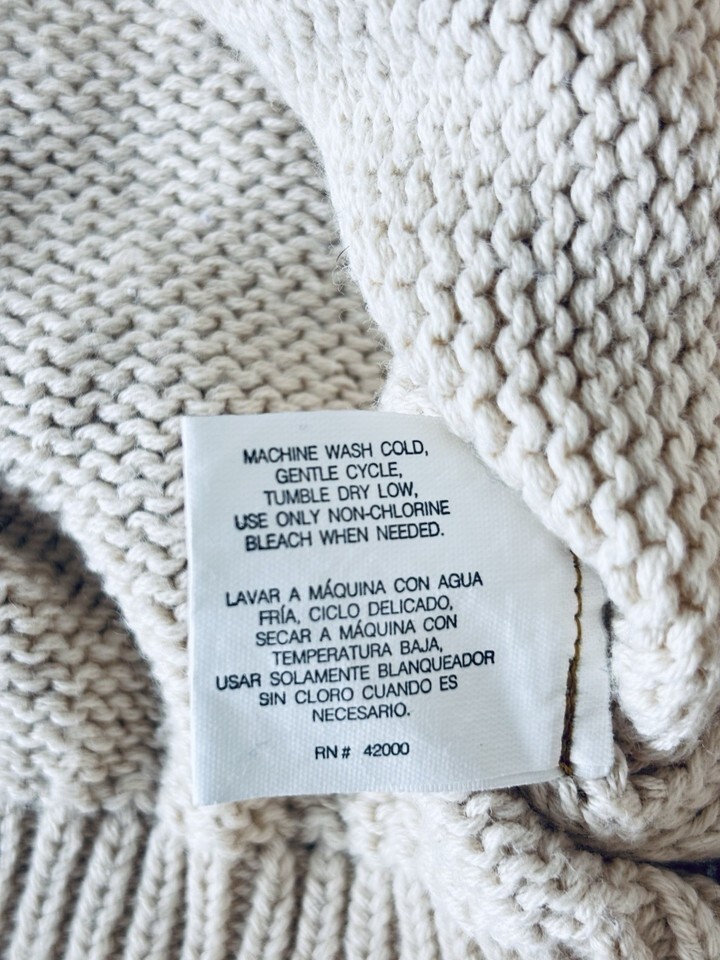 MACHINE WASH COLD,
GENTLE CYCLE,
TUMBLE DRY LOW,
USE ONLY NON-CHLORINE
BLEACH WHEN NEEDED.
LAVAR A MÁQUINA CON AGUA
FRÍA, CICLO DELICADO,
SECAR A MÁQUINA CON
TEMPERATURA BAJA,
USAR SOLAMENTE BLANQUEADOR
SIN CLORO CUANDO ES
NECESARIO.
RN # 42000